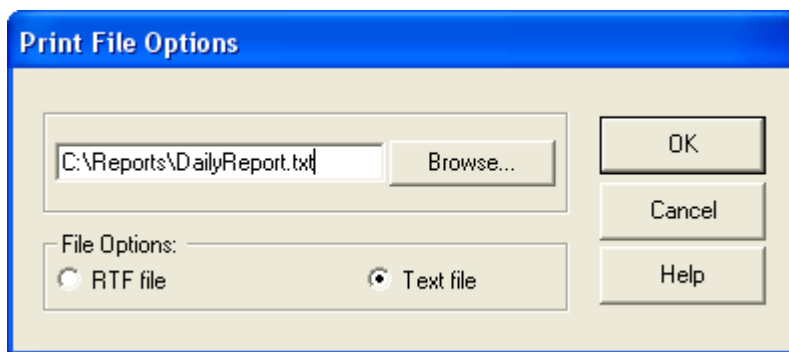 Print File Options
C:\Reports\DailyReport.txt
Browse...
OK
Cancel
Help
File Options:
RTF file
Text file